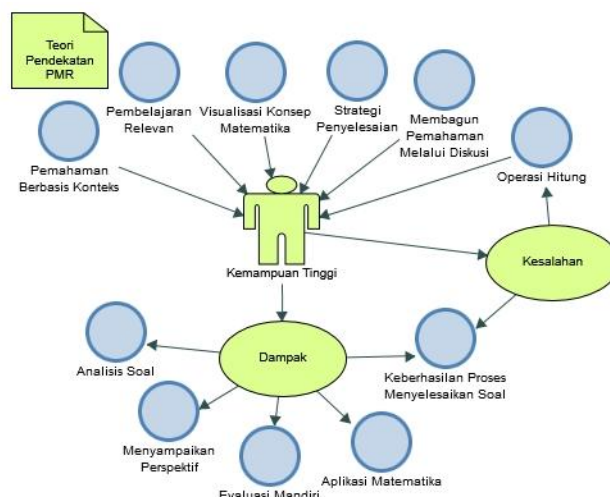 Teori
Pendekatan
PMR
Pembelajaran
Relevan
Visualisasi Konsep
Matematika
Strategi
Penyelesaian
Membagun
Pemahaman
Melalui Diskusi
Pemahaman
Berbasis Konteks
Operasi Hitung
Kemampuan Tinggi
Kesalahan
Analisis Soal
Dampak
Keberhasilan Proses
Menyelesaikan Soal
Menyampaikan
Perspektif
Evaluasi Mandiri
Aplikasi Matematika